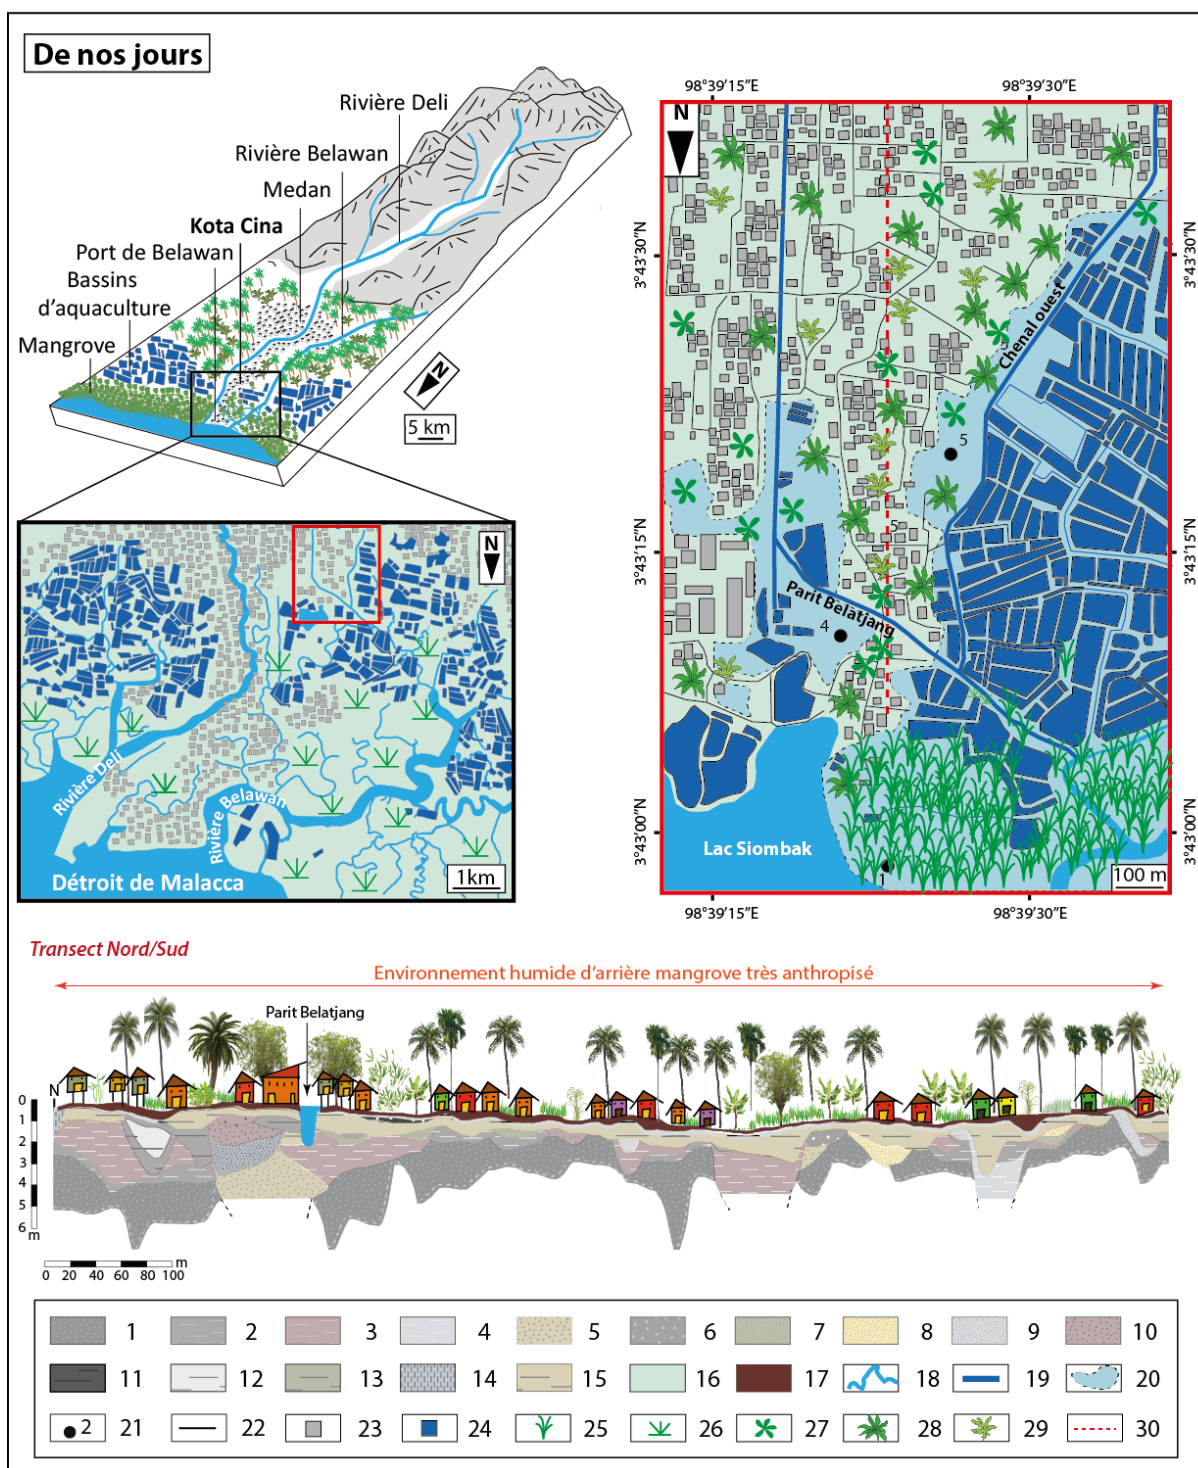 De nos jours
Rivière Deli
Rivière Belawan
Medan
Kota Cina
Port de Belawan
Bassins
d'aquaculture
Mangrove
N
5 km
98°39'15"E
98°39'30"E
N
3°43'30"N
3°43'30"N
Chenal ouest
5
3°43'15"N
3°43'15"N
5
Parit Belatjang
4
3°43'00"N
3°43'00"N
Lac Siombak
1
100 m
98°39'15"E
98°39'30"E
N
Rivière Deli
Rivière Belawan
Détroit de Malacca
1km
Transect Nord/Sud
Environnement humide d'arrière mangrove très anthropisé
Parit Belatjang
N
S
0
1
2
3
4
5
6
m
m
0 20 40 60 80 100
1 2 3 4 5 6 7 8 9 10
11 12 13 14 15 16 17 18 19 20
2 21 22 23 24 25 26 27 28 29 30